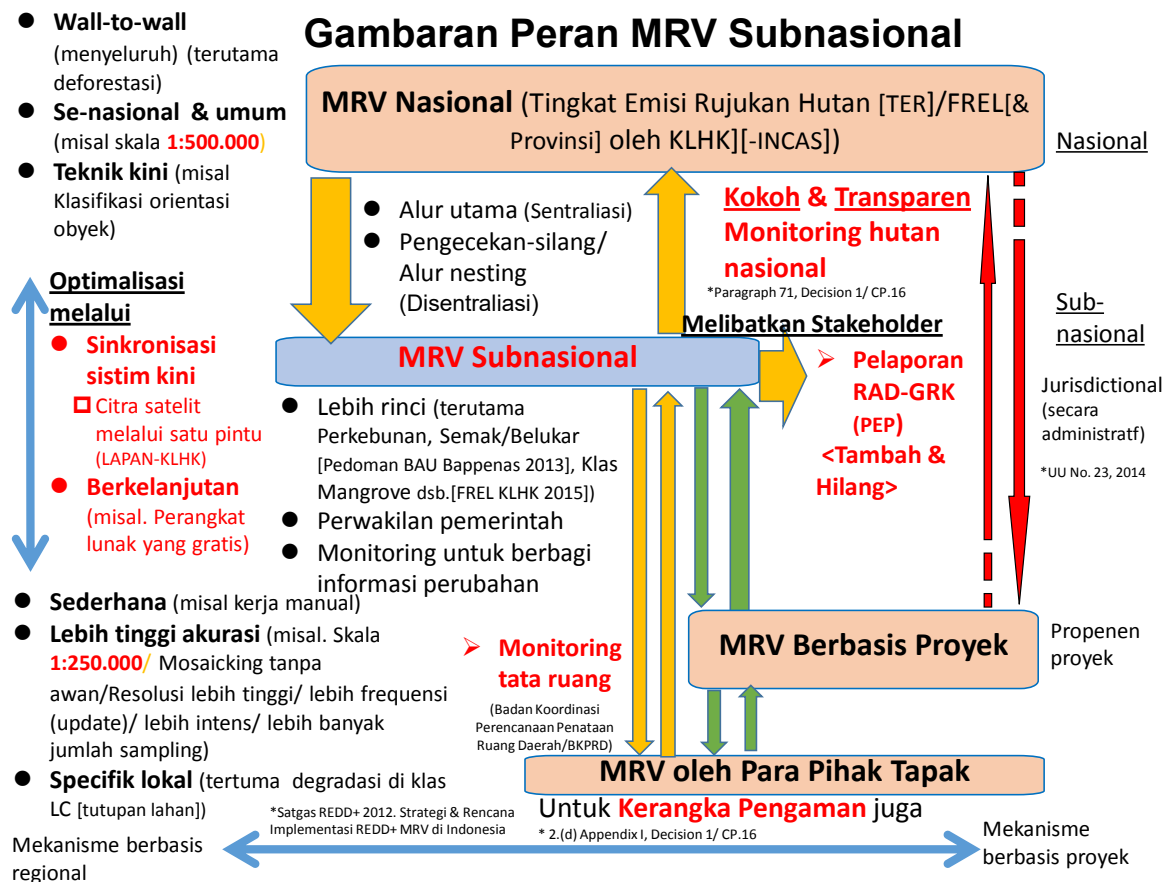 Gambaran Peran MRV Subnasional
● Wall-to-wall
(menyeluruh) (terutama
deforestasi)
● Se-nasional & umum
(misal skala 1:500.000)
● Teknik kini (misal
Klasifikasi orientasi
obyek)
MRV Nasional (Tingkat Emisi Rujukan Hutan [TER]/FREL[&
Provinsi] oleh KLHK][-INCAS])
Nasional
● Alur utama (Sentraliasi)
● Pengecekan-silang/
Alur nesting
(Disentraliasi)
Kokoh & Transparen
Monitoring hutan
nasional
*Paragraph 71, Decision 1/ CP.16
Melibatkan Stakeholder
Sub-
nasional
Jurisdictional
(secara
administratf)
*UU No. 23, 2014
Optimalisasi
melalui
● Sinkronisasi
sistim kini
Citra satelit
melalui satu pintu
(LAPAN-KLHK)
● Berkelanjutan
(misal. Perangkat
lunak yang gratis)
MRV Subnasional
➢ Pelaporan
RAD-GRK
(PEP)
<Tambah &
Hilang>
● Lebih rinci (terutama
Perkebunan, Semak/Belukar
[Pedoman BAU Bappenas 2013], Klas
Mangrove dsb.[FREL KLHK 2015])
● Perwakilan pemerintah
● Monitoring untuk berbagi
informasi perubahan
● Sederhana (misal kerja manual)
● Lebih tinggi akurasi (misal. Skala
1:250.000/ Mosaicking tanpa
awan/Resolusi lebih tinggi/ lebih frequensi
(update)/ lebih intens/ lebih banyak
jumlah sampling)
● Specifik lokal (tertuma degradasi di klas
LC [tutupan lahan])
➢ Monitoring
tata ruang
(Badan Koordinasi
Perencanaan Penataan
Ruang Daerah/BKPRD)
MRV Berbasis Proyek
Propenen
proyek
MRV oleh Para Pihak Tapak
Untuk Kerangka Pengaman juga
* 2.(d) Appendix I, Decision 1/ CP.16
*Satgas REDD+ 2012. Strategi & Rencana
Implementasi REDD+ MRV di Indonesia
Mekanisme berbasis
regional
Mekanisme
berbasis proyek